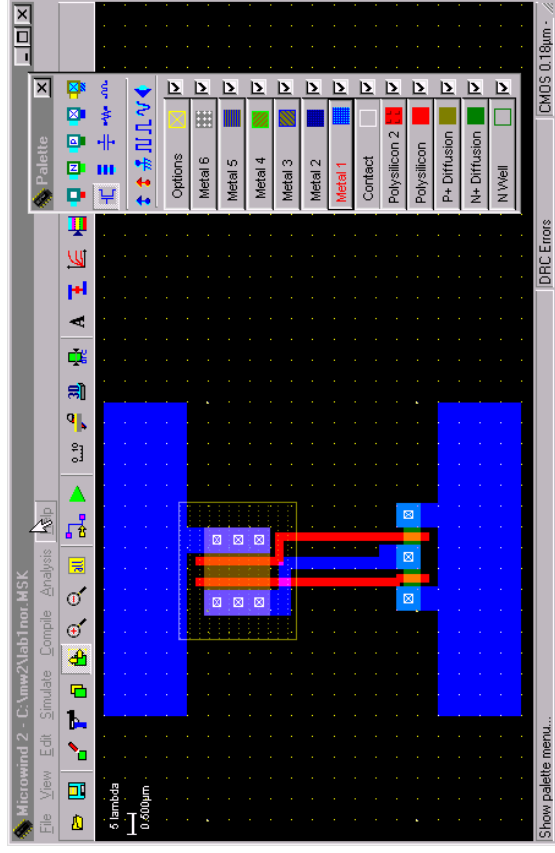 Microwind 2 - C:\mw2\lab1nor.MSK
File View Edit Simulate Compile Analysis Help
5 lambda
0.600µm
Palette
Options
Metal 6
Metal 5
Metal 4
Metal 3
Metal 2
Metal 1
Contact
Polysilicon 2
Polysilicon
P+ Diffusion
N+ Diffusion
N Well
Show palette menu...
DRC Errors
CMOS 0.18µm -